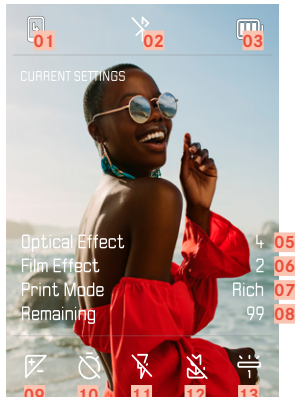 01 02 03
CURRENT SETTINGS
Optical Effect 4 05
Film Effect 2 06
Print Mode Rich 07
Remaining 99 08
09 10 11 12 13